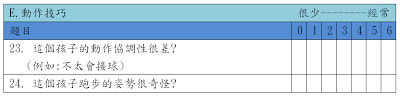 E.動作技巧 很少--------經常
題目 0 1 2 3 4 5 6
23. 這個孩子的動作協調性很差?
(例如:不太會接球)
24. 這個孩子跑步的姿勢很奇怪?